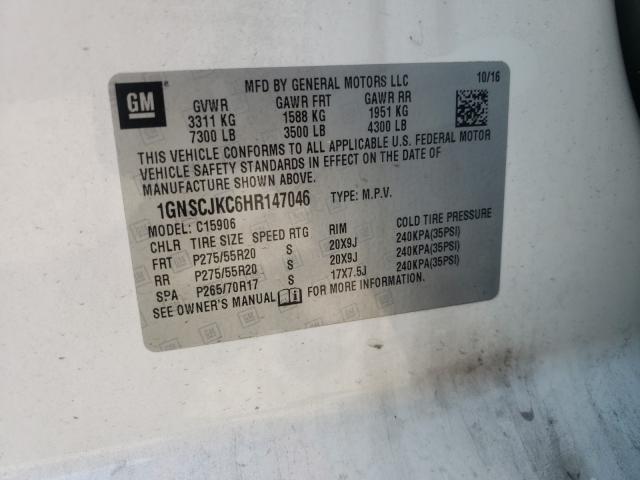 GM
MFD BY GENERAL MOTORS LLC 10/16
GVWR GAWR FRT GAWR RR
3311 KG 1588 KG 1951 KG
7300 LB 3500 LB 4300 LB
THIS VEHICLE CONFORMS TO ALL APPLICABLE U.S. FEDERAL MOTOR
VEHICLE SAFETY STANDARDS IN EFFECT ON THE DATE OF
MANUFACTURE SHOWN ABOVE.
1GNSCJKC6HR147046 TYPE: M.P.V.
MODEL: C15906
CHLR TIRE SIZE SPEED RTG RIM COLD TIRE PRESSURE
FRT P275/55R20 S 20X9J 240KPA(35PSI)
RR P275/55R20 S 20X9J 240KPA(35PSI)
SPA P265/70R17 S 17X7.5J 240KPA(35PSI)
SEE OWNER'S MANUAL FOR MORE INFORMATION.